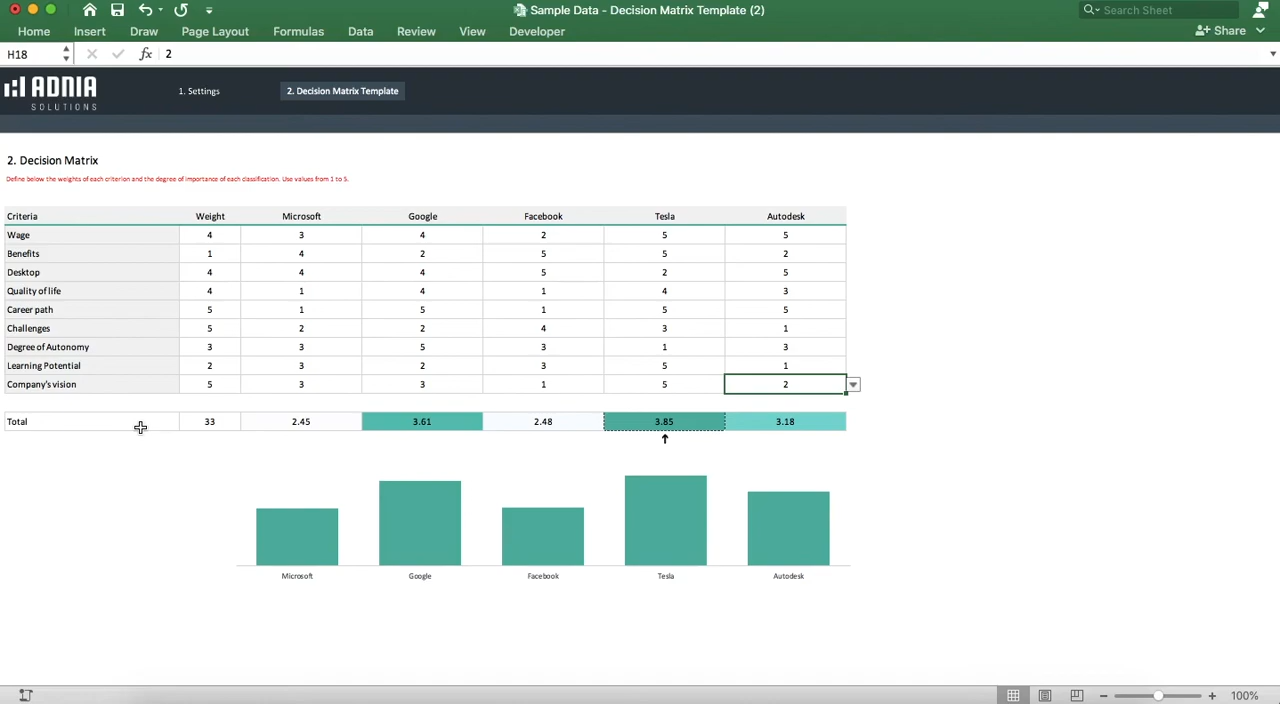 Sample Data - Decision Matrix Template (2)
Search Sheet
Home Insert Draw Page Layout Formulas Data Review View Developer
Share
H18 fx 2
ADNIA
SOLUTIONS
1. Settings
2. Decision Matrix Template
2. Decision Matrix
Define below the weights of each criterion and the degree of importance of each classification. Use values from 1 to 5.
Criteria Weight Microsoft Google Facebook Tesla Autodesk
Wage 4 3 4 2 5 5
Benefits 1 4 2 5 5 2
Desktop 4 4 4 5 2 5
Quality of life 4 1 4 1 4 3
Career path 5 1 5 1 5 5
Challenges 5 2 2 4 3 1
Degree of Autonomy 3 3 5 3 1 3
Learning Potential 2 3 2 3 5 1
Company's vision 5 3 3 1 5 2
Total 33 2.45 3.61 2.48 3.85 3.18
Microsoft Google Facebook Tesla Autodesk
100%